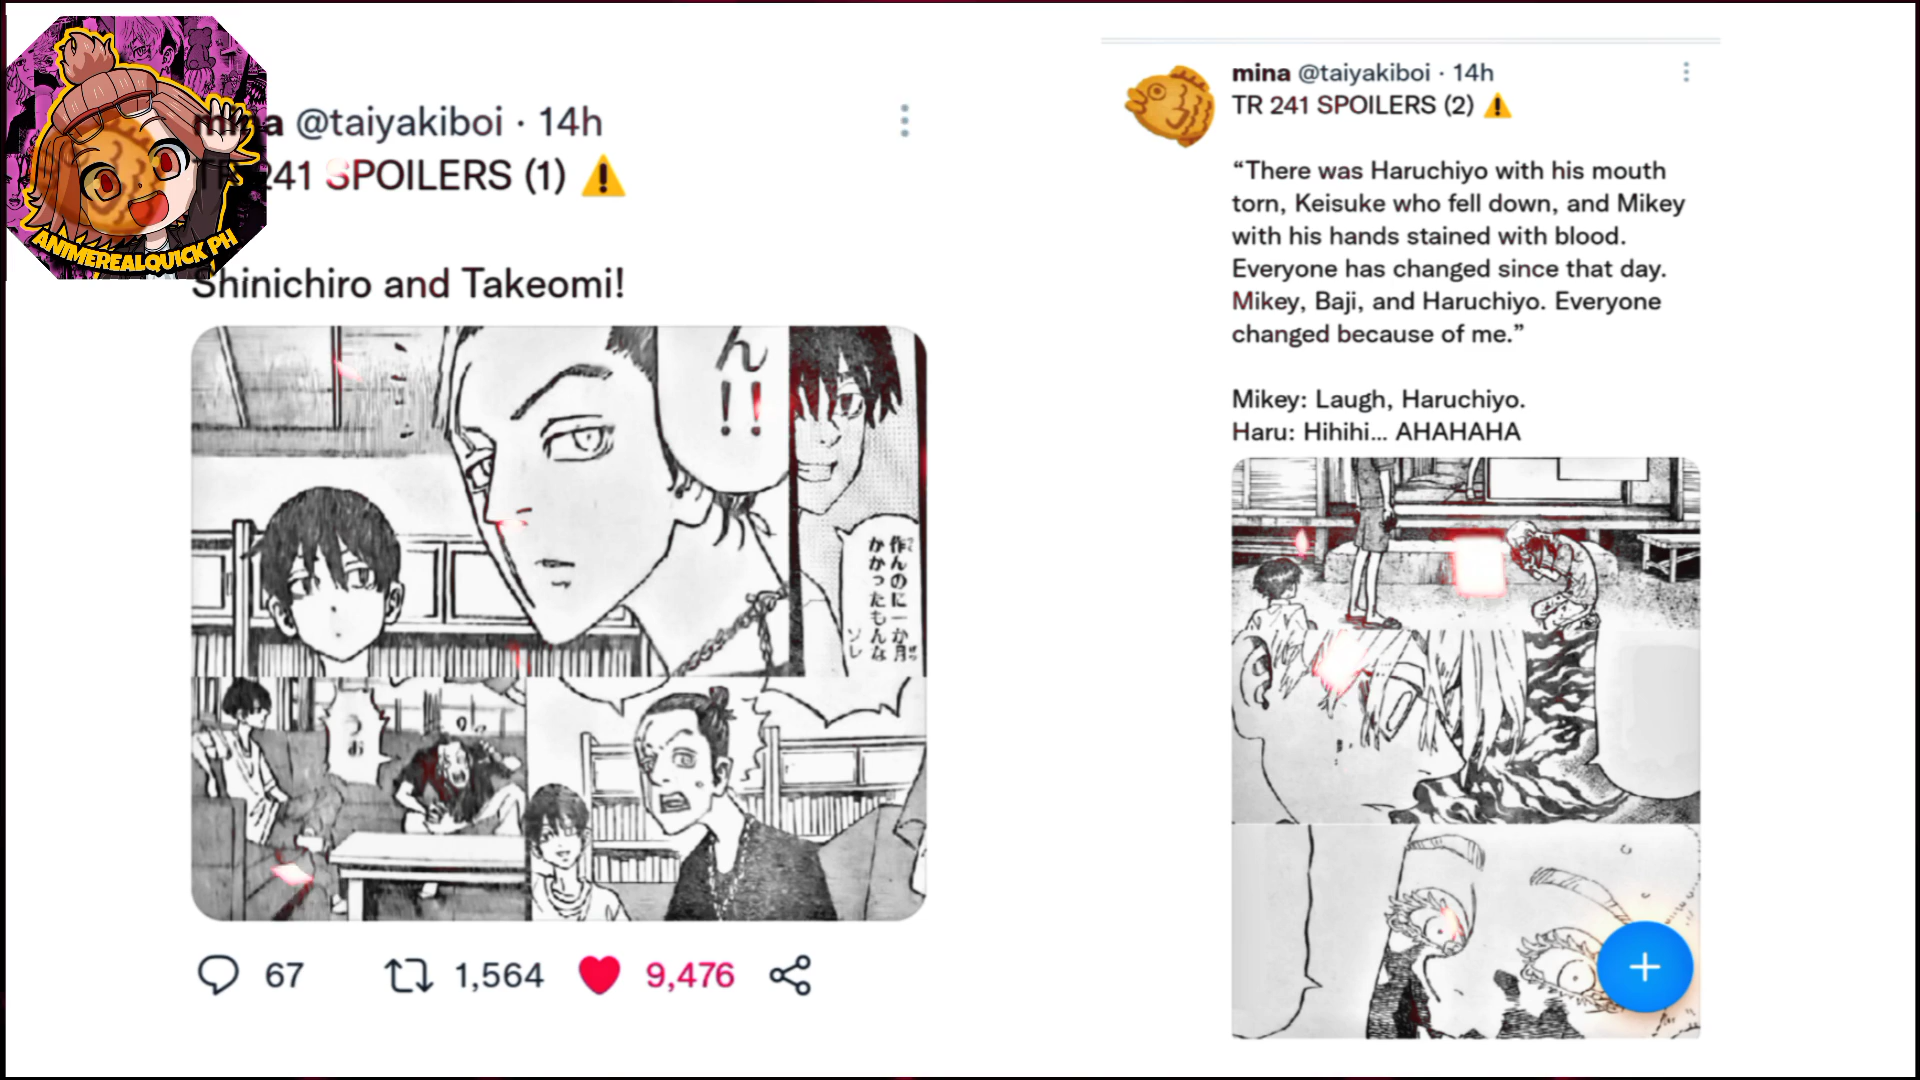 ANIMEREALQUICK PH
mina @taiyakiboi · 14h
TR 241 SPOILERS (1) ⚠️
Shinichiro and Takeomi!
ん!!
作んのに一か月
かかったもんな
ソレ
67 1,564 9,476
mina @taiyakiboi · 14h
TR 241 SPOILERS (2) ⚠️
“There was Haruchiyo with his mouth
torn, Keisuke who fell down, and Mikey
with his hands stained with blood.
Everyone has changed since that day.
Mikey, Baji, and Haruchiyo. Everyone
changed because of me.”
Mikey: Laugh, Haruchiyo.
Haru: Hihihi... AHAHAHA